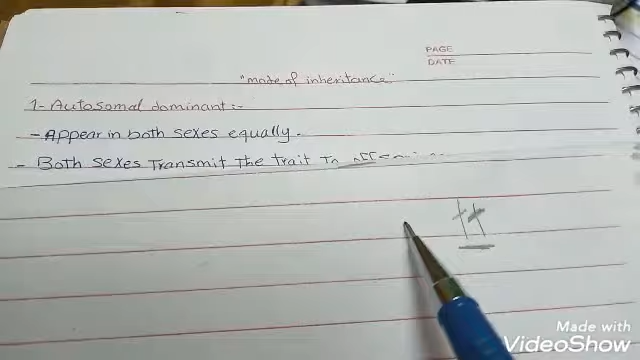 PAGE
DATE
"mode of inheritance"
1- Autosomal dominant:-
- Appear in both sexes equally.
- Both sexes Transmit The trait To
tt
Made with
VideoShow